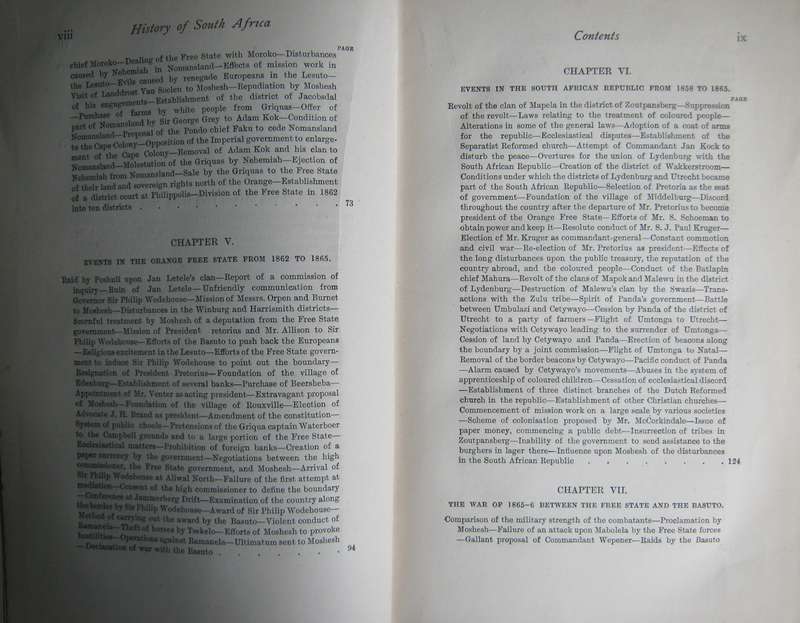 viii
History of South Africa
PAGE
chief Moroko—Dealing of the Free State with Moroko—Disturbances
caused by Nehemiah in Nomansland—Effects of mission work in
the Lesuto—Evils caused by renegade Europeans in the Lesuto—
Visit of Landdrost Van Soelen to Moshesh—Repudiation by Moshesh
of his engagements—Establishment of the district of Jacobsdal
—Purchase of farms by white people from Griquas—Offer of
part of Nomansland by Sir George Grey to Adam Kok—Condition of
Nomansland—Proposal of the Pondo chief Faku to cede Nomansland
to the Cape Colony—Opposition of the Imperial government to enlarge-
ment of the Cape Colony—Removal of Adam Kok and his clan to
Nomansland—Molestation of the Griquas by Nehemiah—Ejection of
Nehemiah from Nomansland—Sale by the Griquas to the Free State
of their land and sovereign rights north of the Orange—Establishment
of a district court at Philippolis—Division of the Free State in 1862
into ten districts . . . . . . . . . . 73
CHAPTER V.
EVENTS IN THE ORANGE FREE STATE FROM 1862 TO 1865.
Raid by Poshuli upon Jan Letele's clan—Report of a commission of
inquiry—Ruin of Jan Letele—Unfriendly communication from
Governor Sir Philip Wodehouse—Mission of Messrs. Orpen and Burnet
to Moshesh—Disturbances in the Winburg and Harrismith districts—
Scornful treatment by Moshesh of a deputation from the Free State
government—Mission of President retorius and Mr. Allison to Sir
Philip Wodehouse—Efforts of the Basuto to push back the Europeans
—Religious excitement in the Lesuto—Efforts of the Free State govern-
ment to induce Sir Philip Wodehouse to point out the boundary—
Resignation of President Pretorius—Foundation of the village of
Edenburg—Establishment of several banks—Purchase of Beersheba—
Appointment of Mr. Venter as acting president—Extravagant proposal
of Moshesh—Foundation of the village of Rouxville—Election of
Advocate J. H. Brand as president—Amendment of the constitution—
System of public shools—Pretensions of the Griqua captain Waterboer
to the Campbell grounds and to a large portion of the Free State—
Ecclesiastical matters—Prohibition of foreign banks—Creation of a
paper currency by the government—Negotiations between the high
commissioner, the Free State government, and Moshesh—Arrival of
Sir Philip Wodehouse at Aliwal North—Failure of the first attempt at
mediation—Consent of the high commissioner to define the boundary
—Conference at Jammerberg Drift—Examination of the country along
the border by Sir Philip Wodehouse—Award of Sir Philip Wodehouse—
Method of carrying out the award by the Basuto—Violent conduct of
Ramanela—Theft of horses by Tsekelo—Efforts of Moshesh to provoke
hostilities—Operations against Ramanela—Ultimatum sent to Moshesh
—Declaration of war with the Basuto . . . . . . 94
Contents
ix
CHAPTER VI.
EVENTS IN THE SOUTH AFRICAN REPUBLIC FROM 1858 TO 1865.
PAGE
Revolt of the clan of Mapela in the district of Zoutpansberg—Suppression
of the revolt—Laws relating to the treatment of coloured people—
Alterations in some of the general laws—Adoption of a coat of arms
for the republic—Ecclesiastical disputes—Establishment of the
Separatist Reformed church—Attempt of Commandant Jan Kock to
disturb the peace—Overtures for the union of Lydenburg with the
South African Republic—Creation of the district of Wakkerstroom—
Conditions under which the districts of Lydenburg and Utrecht became
part of the South African Republic—Selection of Pretoria as the seat
of government—Foundation of the village of Middelburg—Discord
throughout the country after the departure of Mr. Pretorius to become
president of the Orange Free State—Efforts of Mr. S. Schoeman to
obtain power and keep it—Resolute conduct of Mr. S. J. Paul Kruger—
Election of Mr. Kruger as commandant-general—Constant commotion
and civil war—Re-election of Mr. Pretorius as president—Effects of
the long disturbances upon the public treasury, the reputation of the
country abroad, and the coloured people—Conduct of the Batlapin
chief Mahura—Revolt of the clans of Mapok and Malewu in the district
of Lydenburg—Destruction of Malewu's clan by the Swazis—Trans-
actions with the Zulu tribe—Spirit of Panda's government—Battle
between Umbulazi and Cetywayo—Cession by Panda of the district of
Utrecht to a party of farmers—Flight of Umtonga to Utrecht—
Negotiations with Cetywayo leading to the surrender of Umtonga—
Cession of land by Cetywayo and Panda—Erection of beacons along
the boundary by a joint commission—Flight of Umtonga to Natal—
Removal of the border beacons by Cetywayo—Pacific conduct of Panda
—Alarm caused by Cetywayo's movements—Abuses in the system of
apprenticeship of coloured children—Cessation of ecclesiastical discord
—Establishment of three distinct branches of the Dutch Reformed
church in the republic—Establishment of other Christian churches—
Commencement of mission work on a large scale by various societies
—Scheme of colonisation proposed by Mr. McCorkindale—Issue of
paper money, commencing a public debt—Insurrection of tribes in
Zoutpansberg—Inability of the government to send assistance to the
burghers in lager there—Influence upon Moshesh of the disturbances
in the South African Republic . . . . . . . . 124
CHAPTER VII.
THE WAR OF 1865-6 BETWEEN THE FREE STATE AND THE BASUTO.
Comparison of the military strength of the combatants—Proclamation by
Moshesh—Failure of an attack upon Mabolela by the Free State forces
—Gallant proposal of Commandant Wepener—Raids by the Basuto